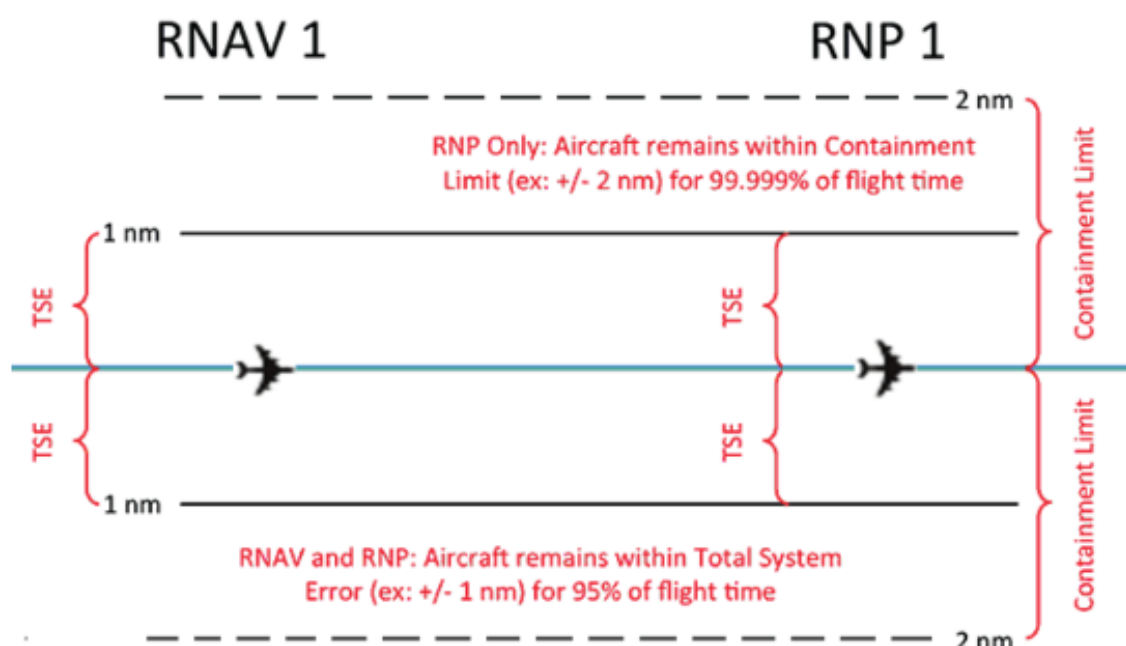 RNAV 1
RNP 1
2 nm
RNP Only: Aircraft remains within Containment
Limit (ex: +/- 2 nm) for 99.999% of flight time
Containment Limit
1 nm
TSE
TSE
TSE
TSE
Containment Limit
1 nm
RNAV and RNP: Aircraft remains within Total System
Error (ex: +/- 1 nm) for 95% of flight time
2 nm